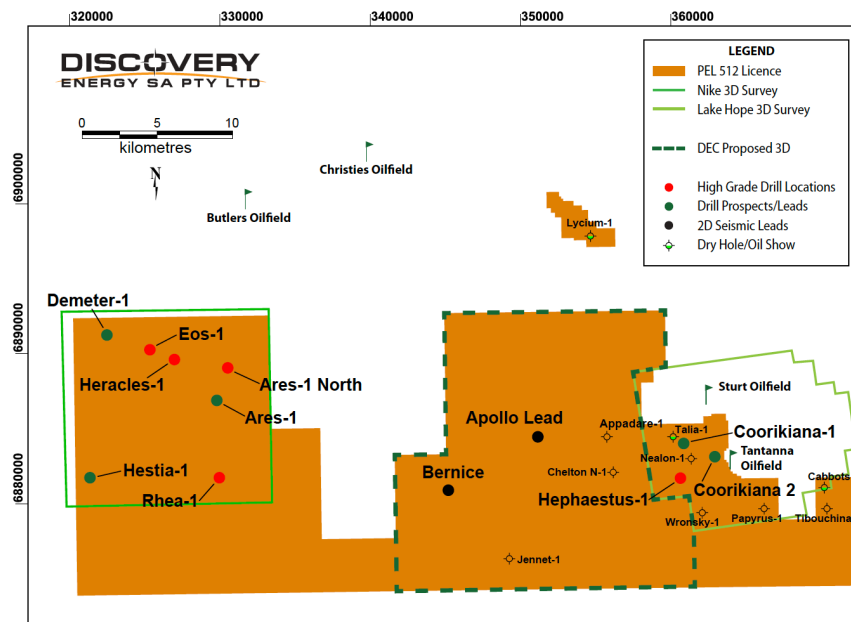 320000 330000 340000 350000 360000
DISCOVERY
ENERGY SA PTY LTD
0 5 10
kilometres
N
LEGEND
PEL 512 Licence
Nike 3D Survey
Lake Hope 3D Survey
DEC Proposed 3D
High Grade Drill Locations
Drill Prospects/Leads
2D Seismic Leads
Dry Hole/Oil Show
6900000
6890000
6880000
Christies Oilfield
Butlers Oilfield
Lycium-1
Demeter-1
Eos-1
Heracles-1
Ares-1 North
Ares-1
Hestia-1
Rhea-1
Apollo Lead
Bernice
Appadare-1
Chelton N-1
Jennet-1
Hephaestus-1
Sturt Oilfield
Talia-1
Coorikiana-1
Nealon-1
Tantanna
Oilfield
Coorikiana 2
Cabbots
Wronsky-1
Papyrus-1
Tibouchina